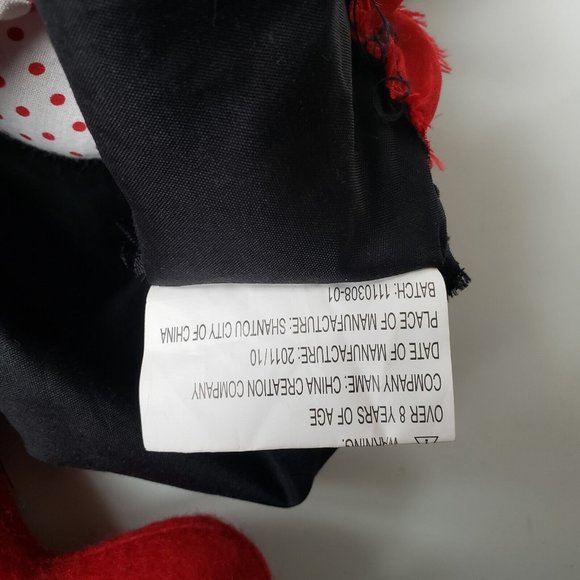 ⚠ WARNING:
OVER 8 YEARS OF AGE
COMPANY NAME: CHINA CREATION COMPANY
DATE OF MANUFACTURE: 2011/10
PLACE OF MANUFACTURE: SHANTOU CITY OF CHINA
BATCH: 1110308-01